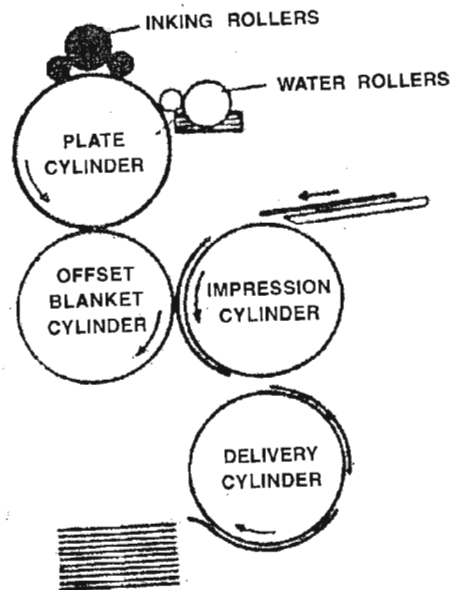 INKING ROLLERS
WATER ROLLERS
PLATE
CYLINDER
OFFSET
BLANKET
CYLINDER
IMPRESSION
CYLINDER
DELIVERY
CYLINDER